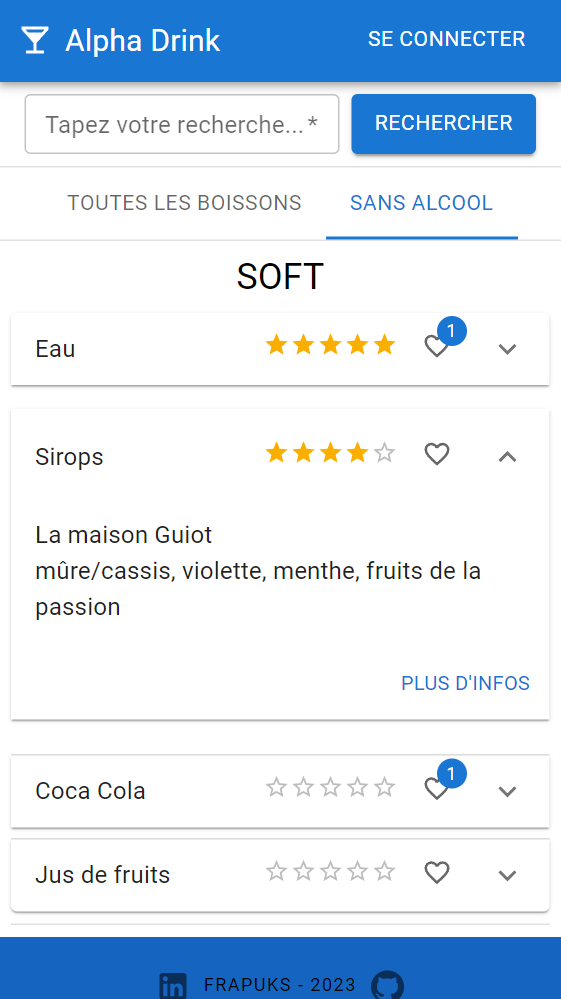 Alpha Drink
SE CONNECTER
Tapez votre recherche... *
RECHERCHER
TOUTES LES BOISSONS
SANS ALCOOL
SOFT
Eau
1
Sirops
La maison Guiot
mûre/cassis, violette, menthe, fruits de la
passion
PLUS D'INFOS
Coca Cola
1
Jus de fruits
in FRAPUKS - 2023